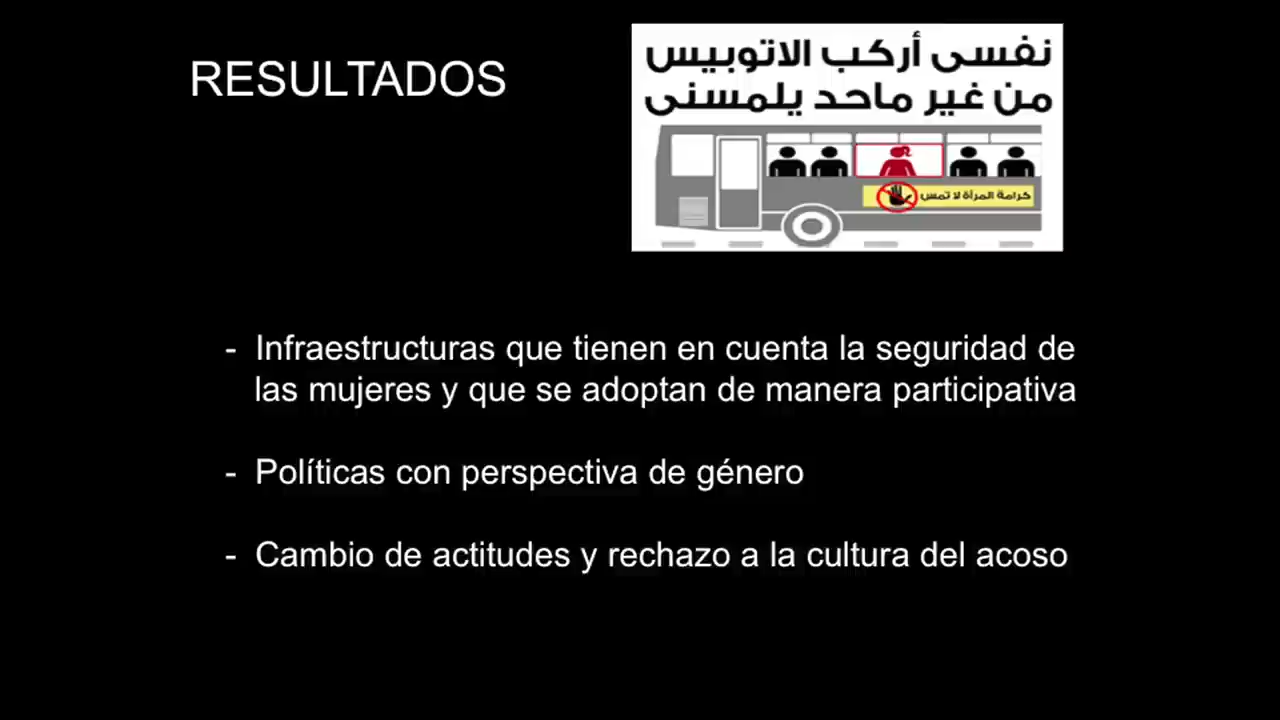 RESULTADOS
نفسى أركب الاتوبيس
من غير ماحد يلمسنى
كرامة المرأة لا تمس
- Infraestructuras que tienen en cuenta la seguridad de
las mujeres y que se adoptan de manera participativa
- Políticas con perspectiva de género
- Cambio de actitudes y rechazo a la cultura del acoso